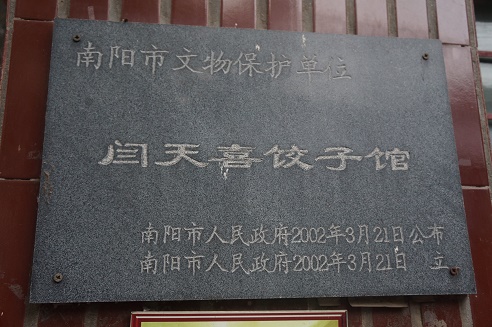 南阳市文物保护单位
闫天喜饺子馆
南阳市人民政府2002年3月21日公布
南阳市人民政府2002年3月21日 立